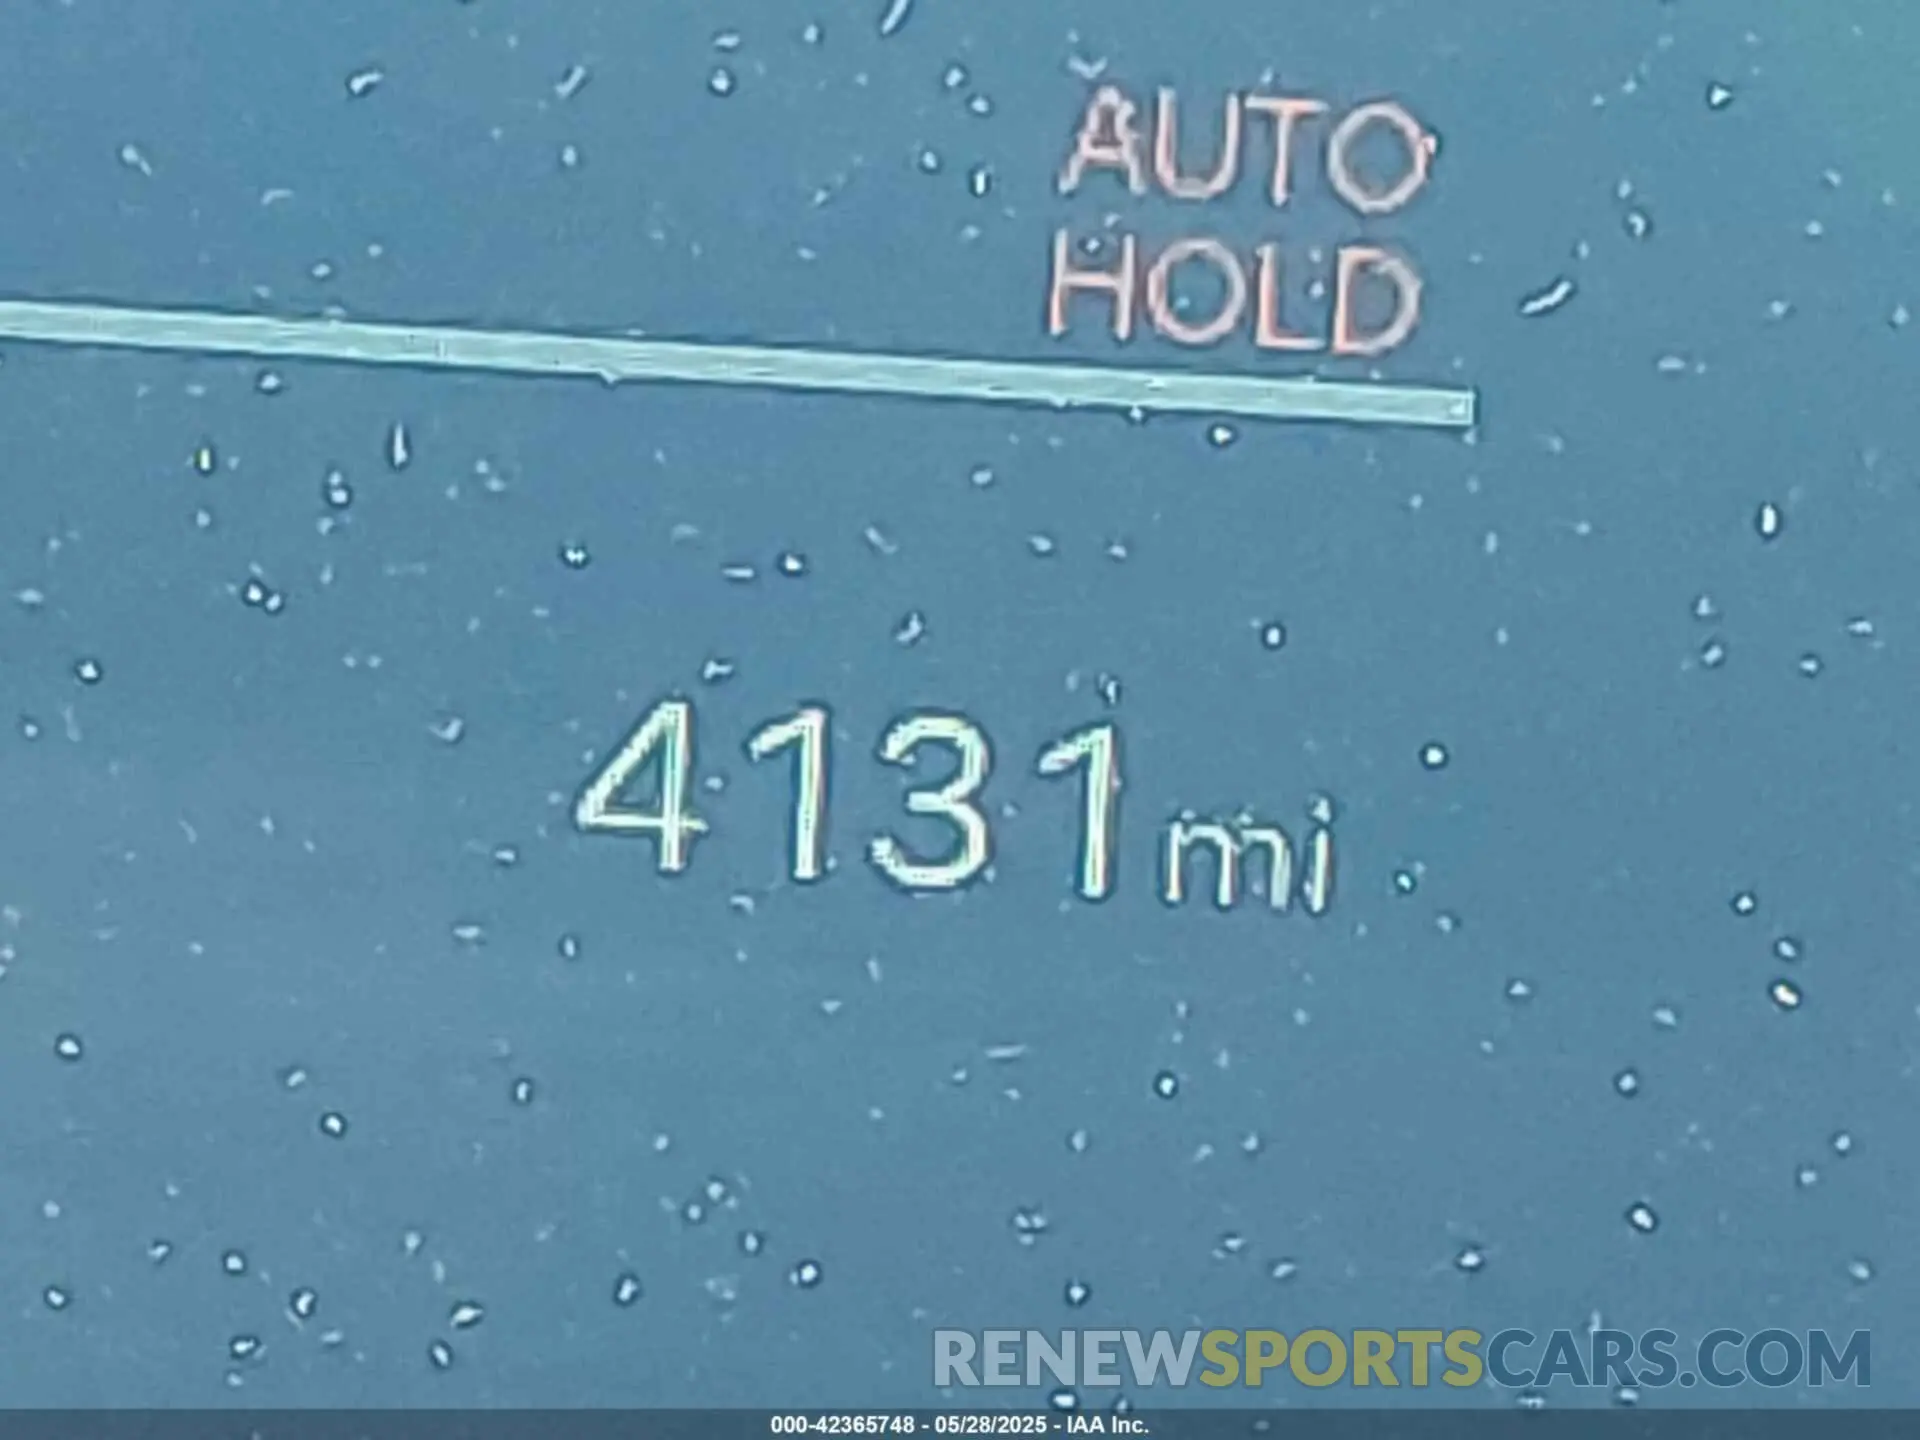 AUTO
HOLD
4131 mi
RENEWSPORTSCARS.COM
000-42365748 - 05/28/2025 - IAA Inc.